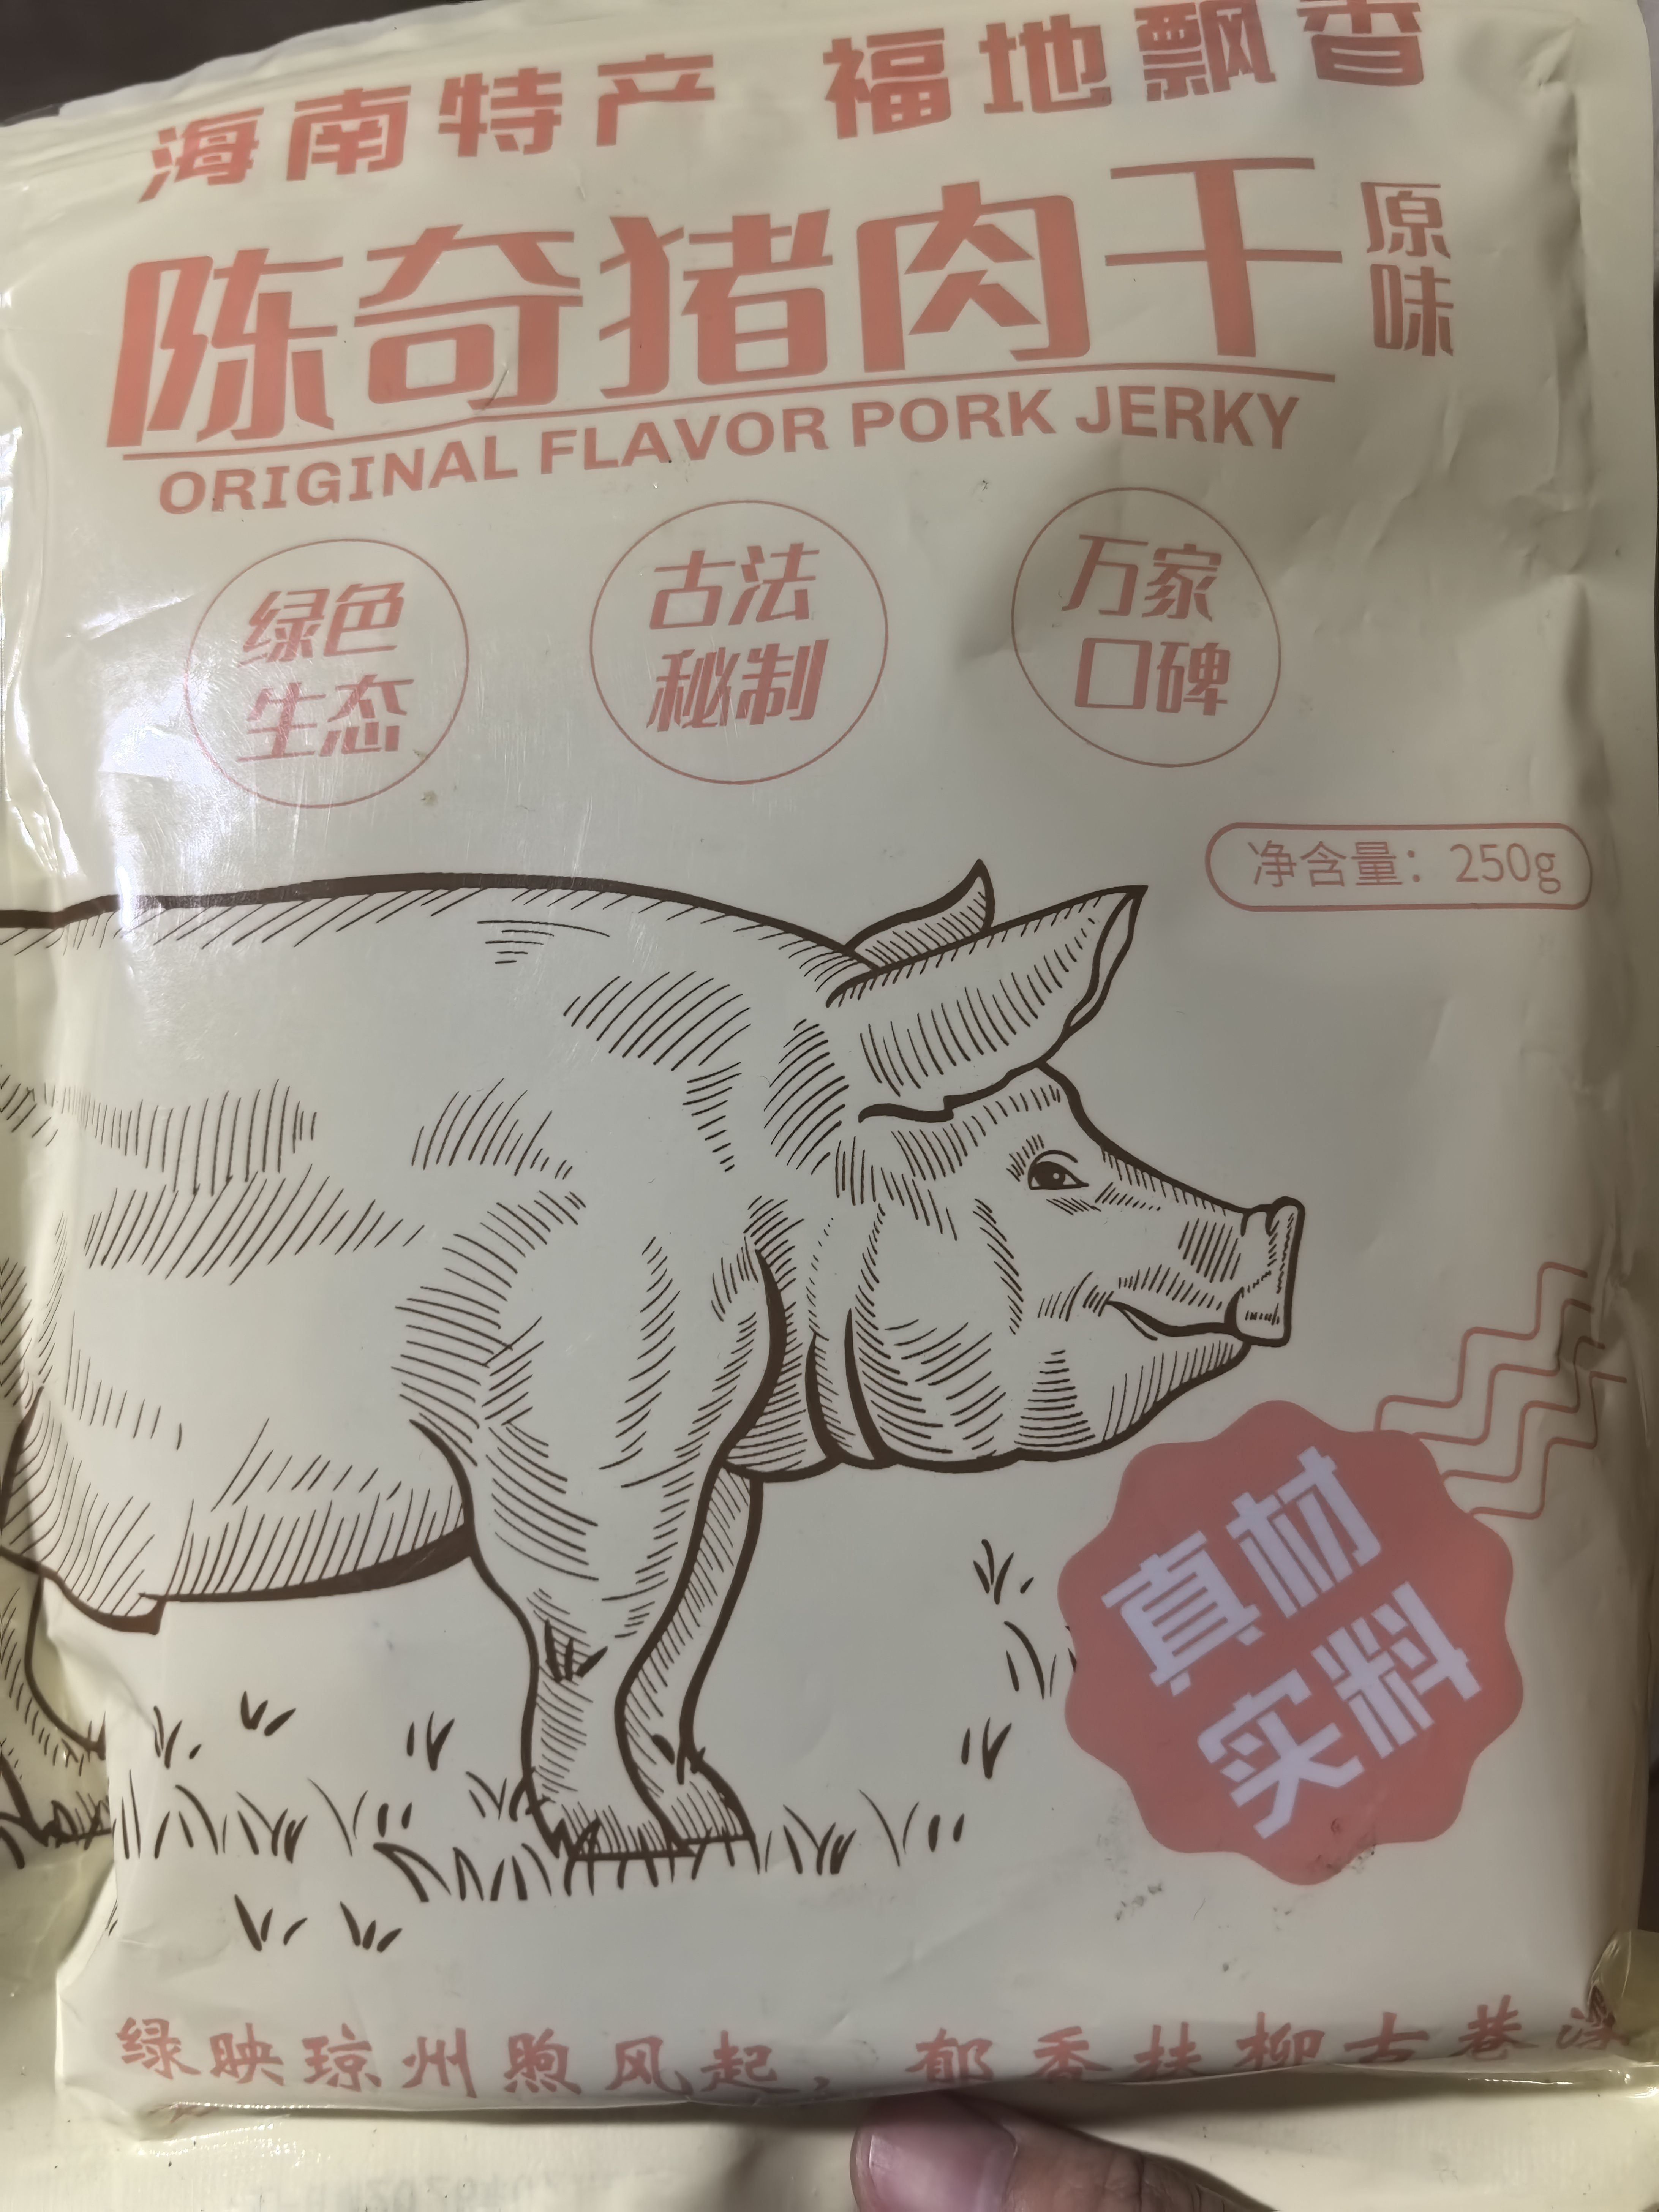 海南特产 福地飘香
陈奇猪肉干
原味
ORIGINAL FLAVOR PORK JERKY
绿色
生态
古法
秘制
万家
口碑
净含量：250g
真材
实料
绿映琼州煦风起，郁香扶柳古巷深